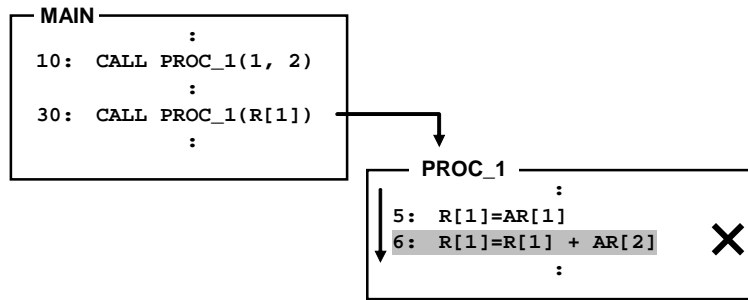 MAIN
:
10: CALL PROC_1(1, 2)
:
30: CALL PROC_1(R[1])
:
PROC_1
:
5: R[1]=AR[1]
6: R[1]=R[1] + AR[2]
: